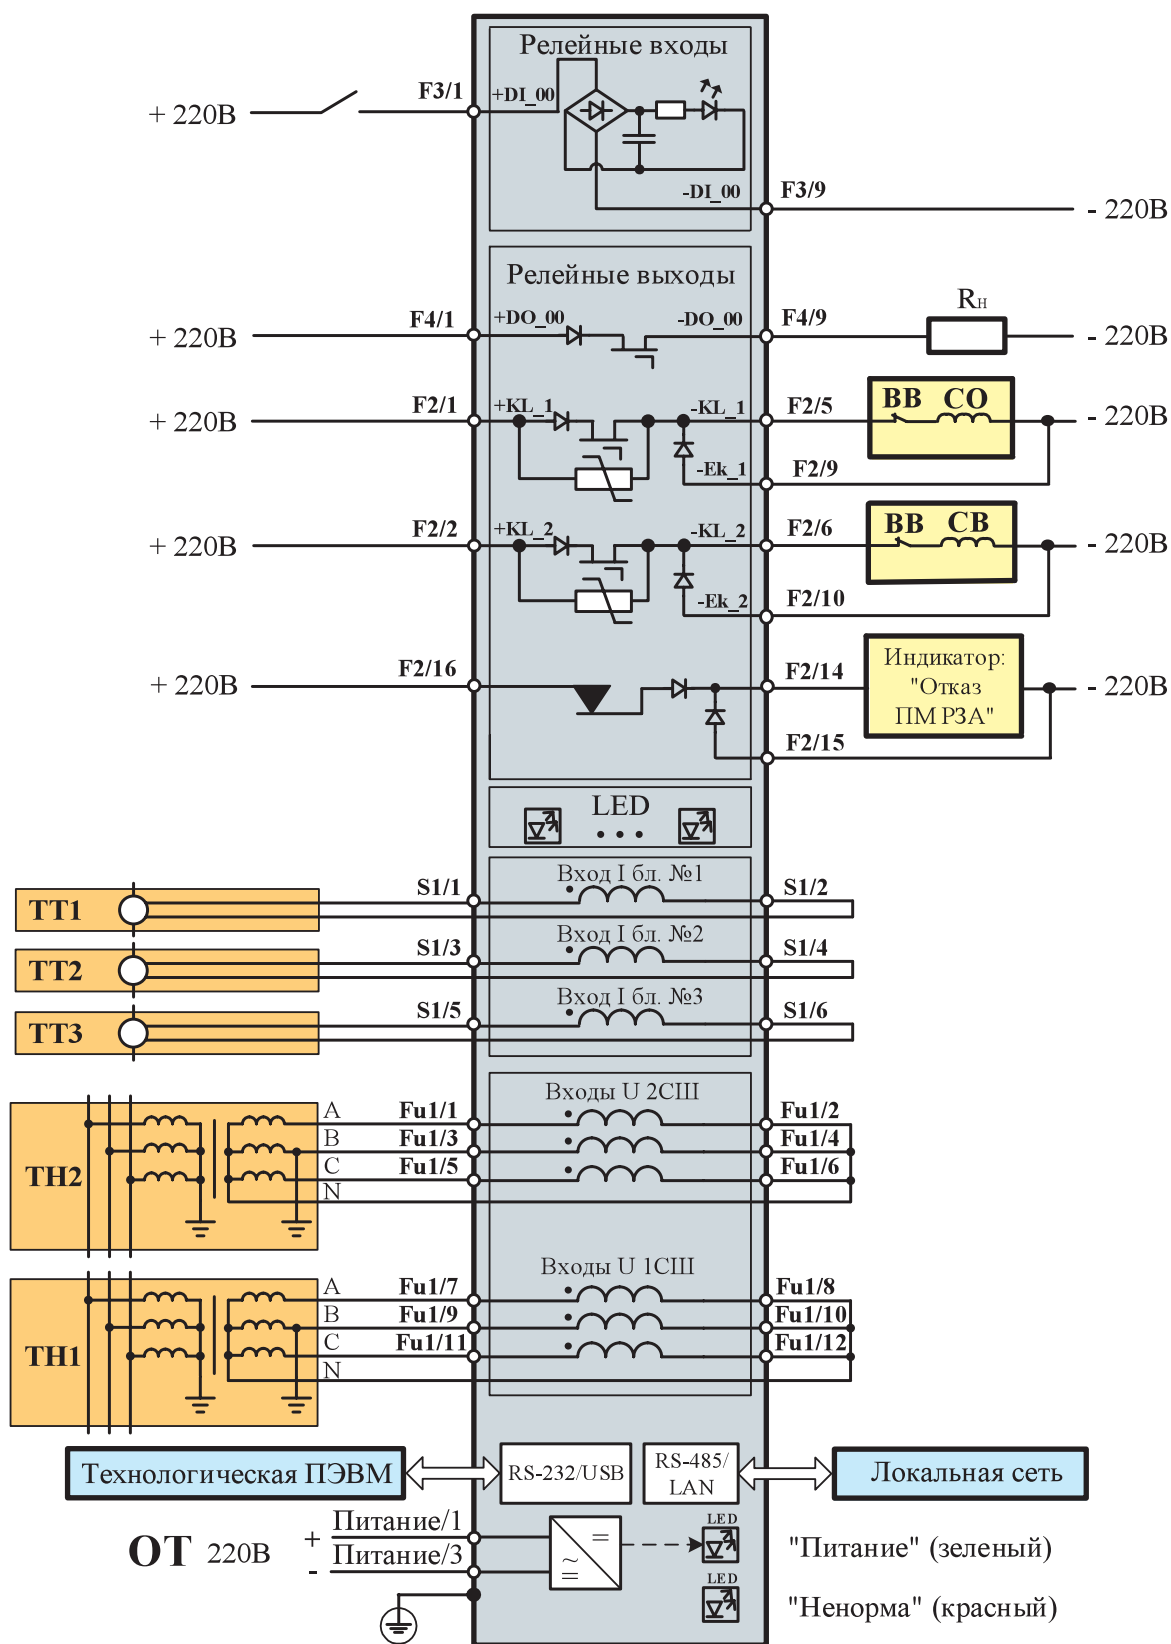 Релейные входы
+ 220В
F3/1
+DI_00
-DI_00
F3/9
- 220В
Релейные выходы
+ 220В
F4/1
+DO_00
-DO_00
F4/9
Rн
- 220В
+ 220В
F2/1
+KL_1
-KL_1
F2/5
ВВ СО
- 220В
-Ek_1
F2/9
+ 220В
F2/2
+KL_2
-KL_2
F2/6
ВВ СВ
- 220В
-Ek_2
F2/10
+ 220В
F2/16
F2/14
Индикатор:
"Отказ
ПМ РЗА"
- 220В
F2/15
LED
ТТ1
S1/1
Вход I бл. №1
S1/2
ТТ2
S1/3
Вход I бл. №2
S1/4
ТТ3
S1/5
Вход I бл. №3
S1/6
Входы U 2СШ
ТН2
A
Fu1/1
Fu1/2
B
Fu1/3
Fu1/4
C
Fu1/5
Fu1/6
N
Входы U 1СШ
ТН1
A
Fu1/7
Fu1/8
B
Fu1/9
Fu1/10
C
Fu1/11
Fu1/12
N
Технологическая ПЭВМ
RS-232/USB
RS-485/
LAN
Локальная сеть
ОТ 220В
+
Питание/1
-
Питание/3
=
~
=
LED
"Питание" (зеленый)
LED
"Ненорма" (красный)